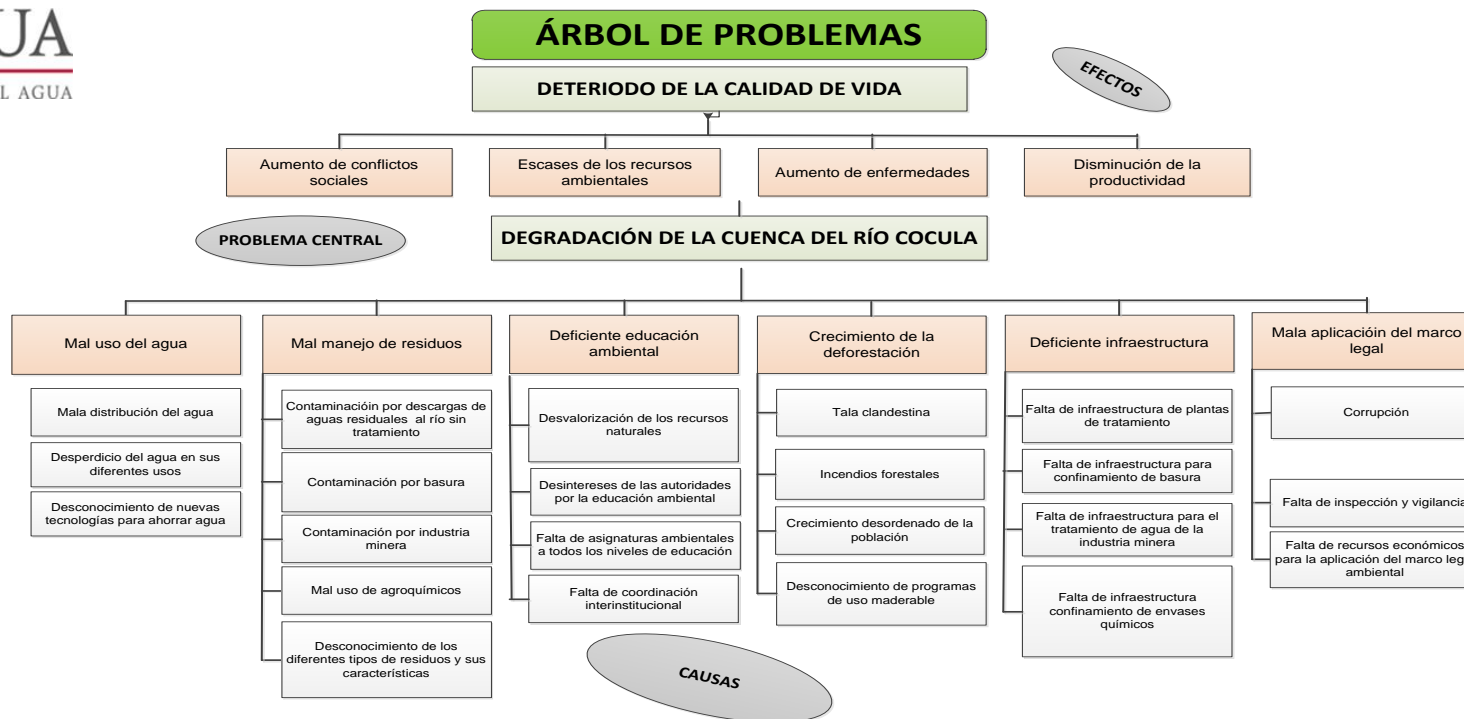 UA
L AGUA
ÁRBOL DE PROBLEMAS
DETERIODO DE LA CALIDAD DE VIDA
EFECTOS
Aumento de conflictos
sociales
Escases de los recursos
ambientales
Aumento de enfermedades
Disminución de la
productividad
PROBLEMA CENTRAL
DEGRADACIÓN DE LA CUENCA DEL RÍO COCULA
Mal uso del agua
Mal manejo de residuos
Deficiente educación
ambiental
Crecimiento de la
deforestación
Deficiente infraestructura
Mala aplicacióin del marco
legal
Mala distribución del agua
Desperdicio del agua en sus
diferentes usos
Desconocimiento de nuevas
tecnologías para ahorrar agua
Contaminacióin por descargas de
aguas residuales al río sin
tratamiento
Contaminación por basura
Contaminación por industria
minera
Mal uso de agroquímicos
Desconocimiento de los
diferentes tipos de residuos y sus
características
Desvalorización de los recursos
naturales
Desintereses de las autoridades
por la educación ambiental
Falta de asignaturas ambientales
a todos los niveles de educación
Falta de coordinación
interinstitucional
Tala clandestina
Incendios forestales
Crecimiento desordenado de la
población
Desconocimiento de programas
de uso maderable
Falta de infraestructura de plantas
de tratamiento
Falta de infraestructura para
confinamiento de basura
Falta de infraestructura para el
tratamiento de agua de la
industria minera
Falta de infraestructura
confinamiento de envases
químicos
Corrupción
Falta de inspección y vigilancia
Falta de recursos económicos
para la aplicación del marco leg
ambiental
CAUSAS